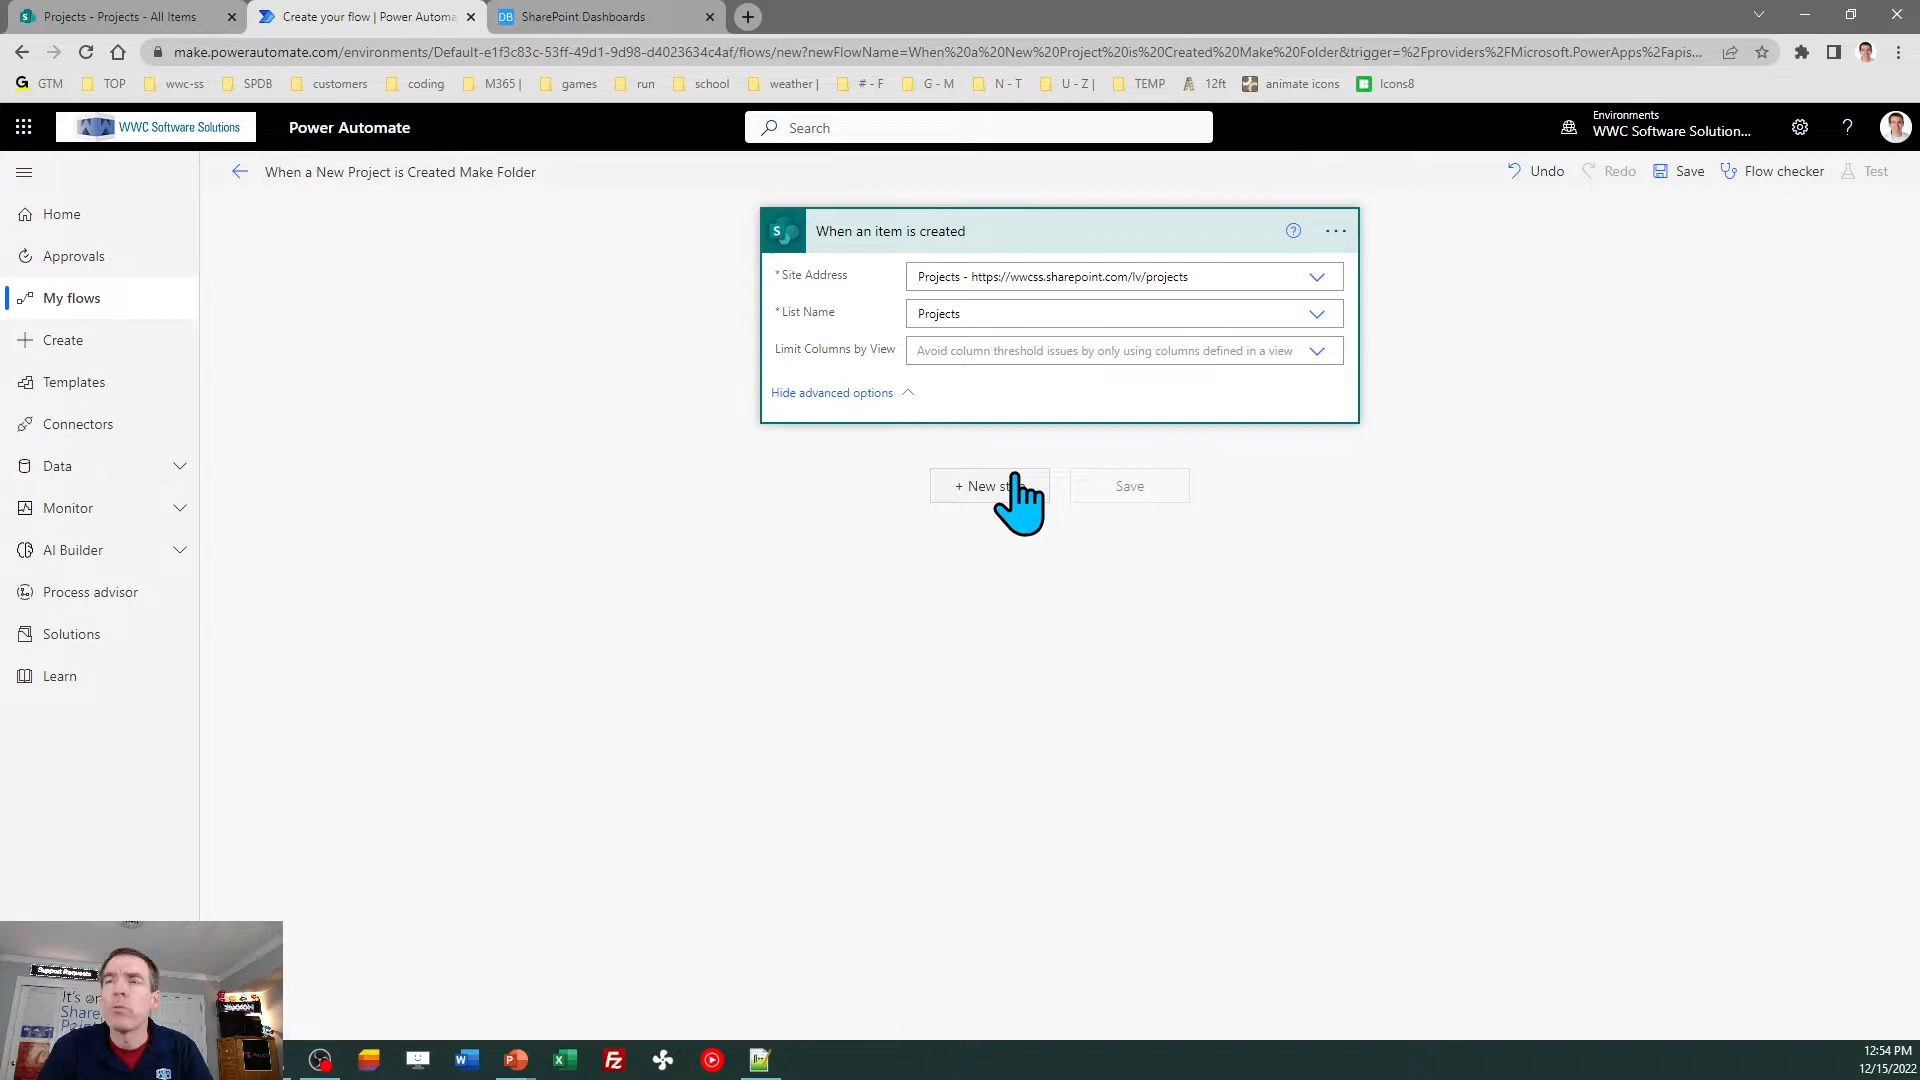 Projects - Projects - All Items
Create your flow | Power Automa
SharePoint Dashboards
make.powerautomate.com/environments/Default-e1f3c83c-53ff-49d1-9d98-d4023634c4af/flows/new?newFlowName=When%20a%20New%20Project%20is%20Created%20Make%20Folder&trigger=%2Fproviders%2FMicrosoft.PowerApps%2Fapis...
GTM TOP wwc-ss SPDB customers coding M365 | games run school weather | # - F G - M N - T U - Z | TEMP 12ft animate icons Icons8
WWC Software Solutions
Power Automate
Search
Environments
WWC Software Solution...
When a New Project is Created Make Folder
Undo Redo Save Flow checker Test
Home
Approvals
My flows
Create
Templates
Connectors
Data
Monitor
AI Builder
Process advisor
Solutions
Learn
When an item is created
* Site Address
Projects - https://wwcss.sharepoint.com/lv/projects
* List Name
Projects
Limit Columns by View
Avoid column threshold issues by only using columns defined in a view
Hide advanced options
+ New
Save
Support Requests
It's
Share
12:54 PM
12/15/2022